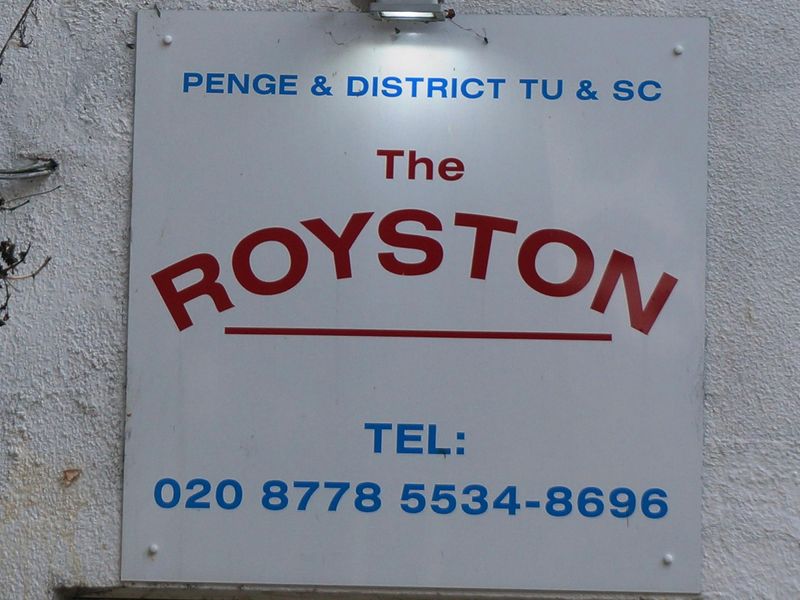 PENGE & DISTRICT TU & SC
The
ROYSTON
TEL:
020 8778 5534-8696